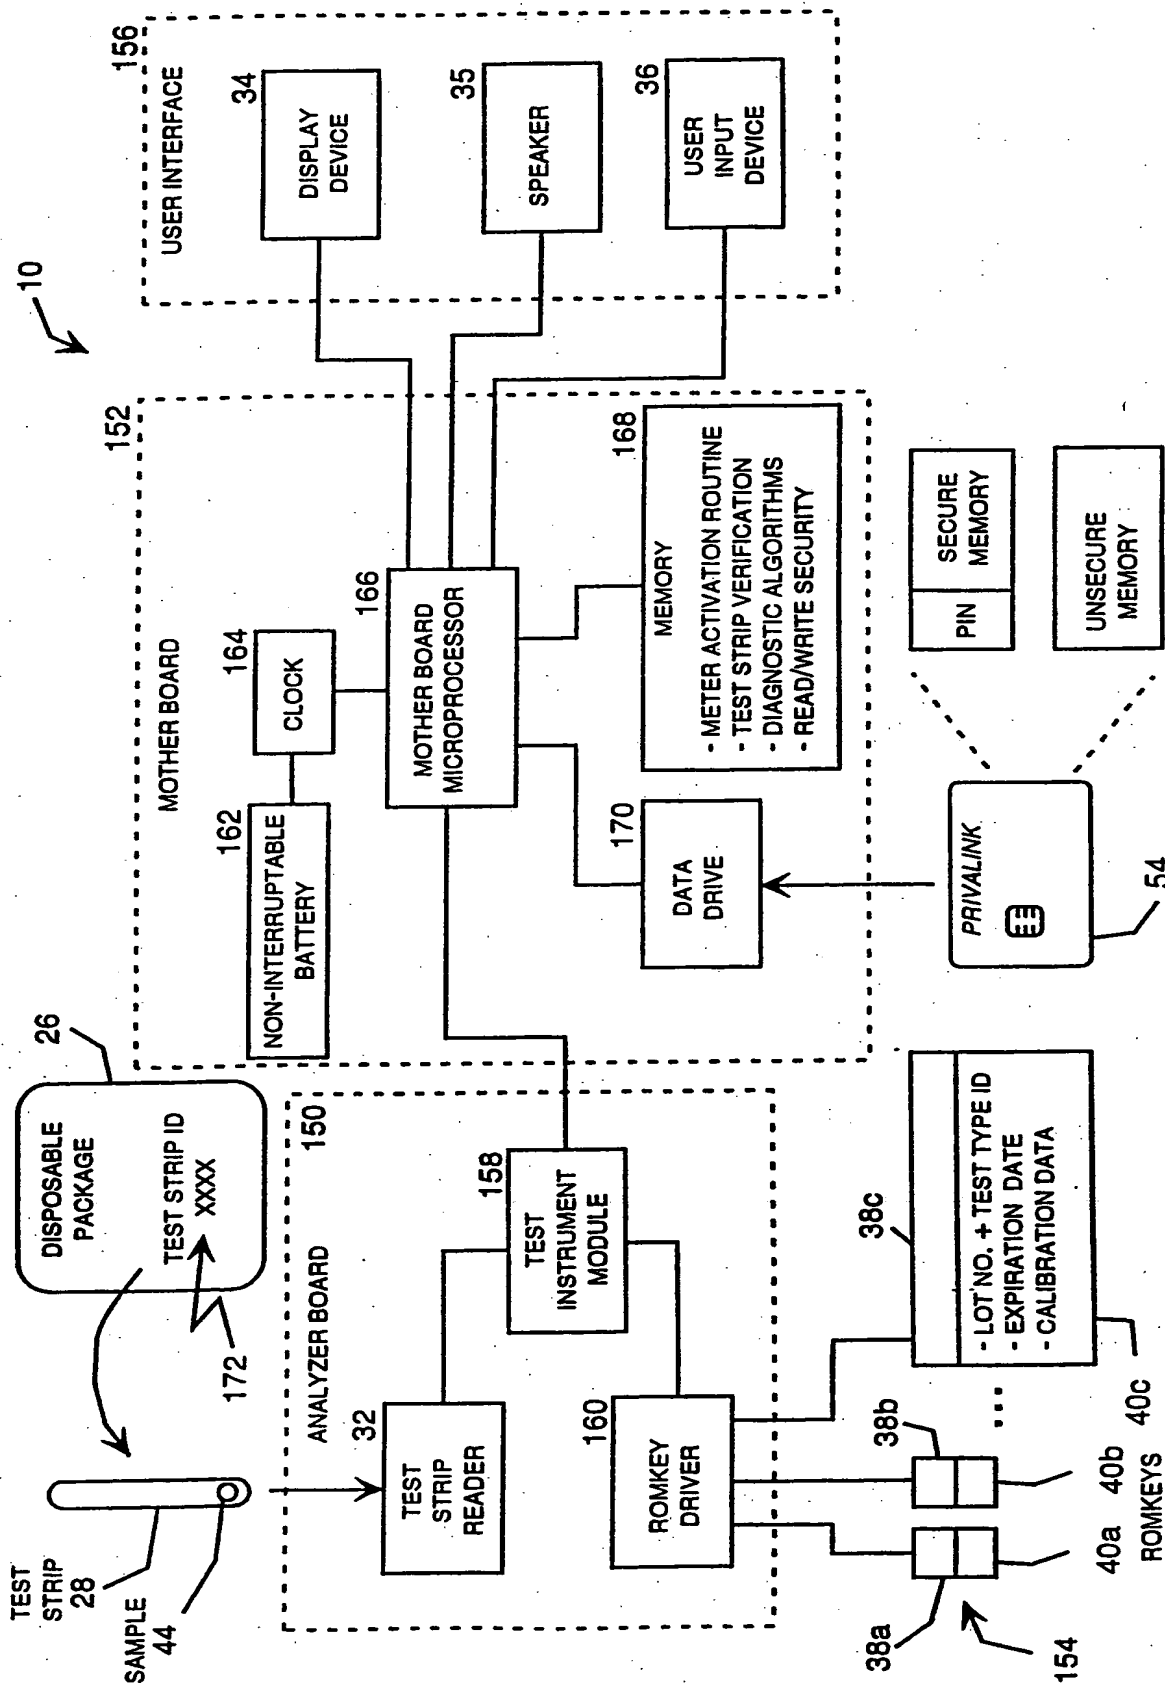 10
TEST
STRIP
28
SAMPLE
44
172
DISPOSABLE
PACKAGE
TEST STRIP ID
XXXX
26
ANALYZER BOARD
150
32
TEST
STRIP
READER
158
TEST
INSTRUMENT
MODULE
160
ROMKEY
DRIVER
MOTHER BOARD
152
162
NON-INTERRUPTABLE
BATTERY
164
CLOCK
166
MOTHER BOARD
MICROPROCESSOR
170
DATA
DRIVE
168
MEMORY
- METER ACTIVATION ROUTINE
- TEST STRIP VERIFICATION
- DIAGNOSTIC ALGORITHMS
- READ/WRITE SECURITY
USER INTERFACE
156
34
DISPLAY
DEVICE
35
SPEAKER
36
USER
INPUT
DEVICE
38a
154
38b
40a
40b
ROMKEYS
40c
38c
- LOT NO. + TEST TYPE ID
- EXPIRATION DATE
- CALIBRATION DATA
PRIVALINK
54
PIN
SECURE
MEMORY
UNSECURE
MEMORY